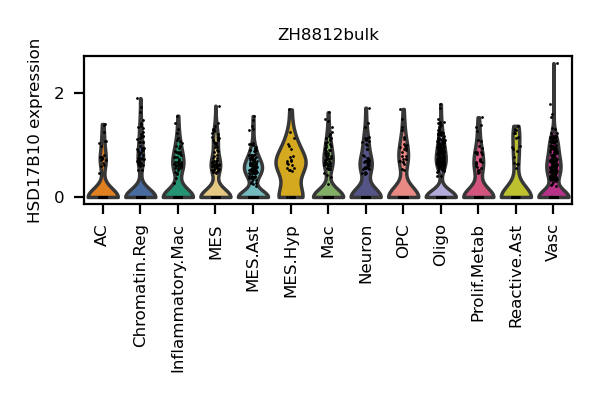 ZH8812bulk
HSD17B10 expression
2
0
AC
Chromatin.Reg
Inflammatory.Mac
MES
MES.Ast
MES.Hyp
Mac
Neuron
OPC
Oligo
Prolif.Metab
Reactive.Ast
Vasc